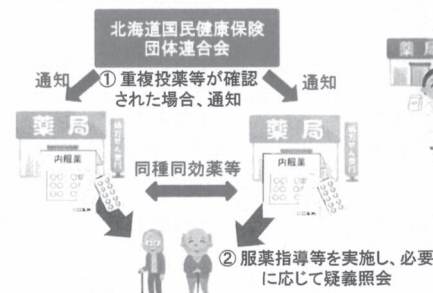 北海道国民健康保険
団体連合会
通知
① 重複投薬等が確認
された場合、通知
通知
薬局
薬局
内服薬
内服薬
同種同効薬等
② 服薬指導等を実施し、必要
に応じて疑義照会